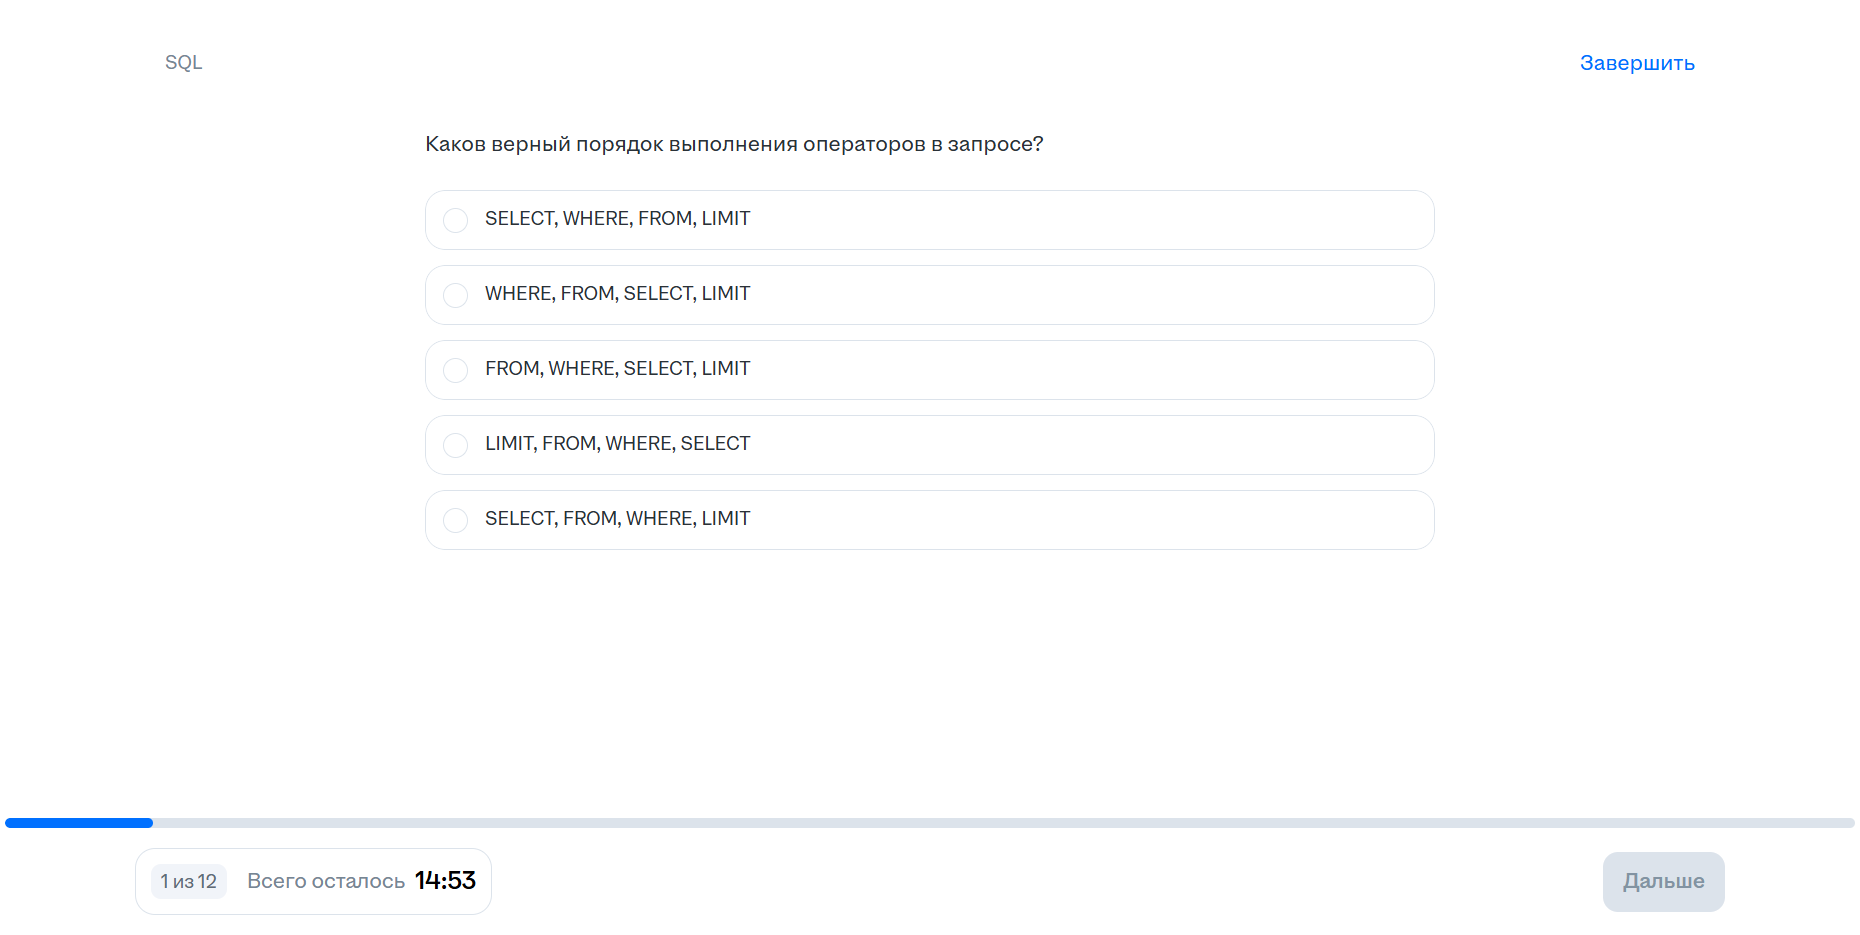 SQL
Завершить
Каков верный порядок выполнения операторов в запросе?
SELECT, WHERE, FROM, LIMIT
WHERE, FROM, SELECT, LIMIT
FROM, WHERE, SELECT, LIMIT
LIMIT, FROM, WHERE, SELECT
SELECT, FROM, WHERE, LIMIT
1 из 12 Всего осталось 14:53
Дальше